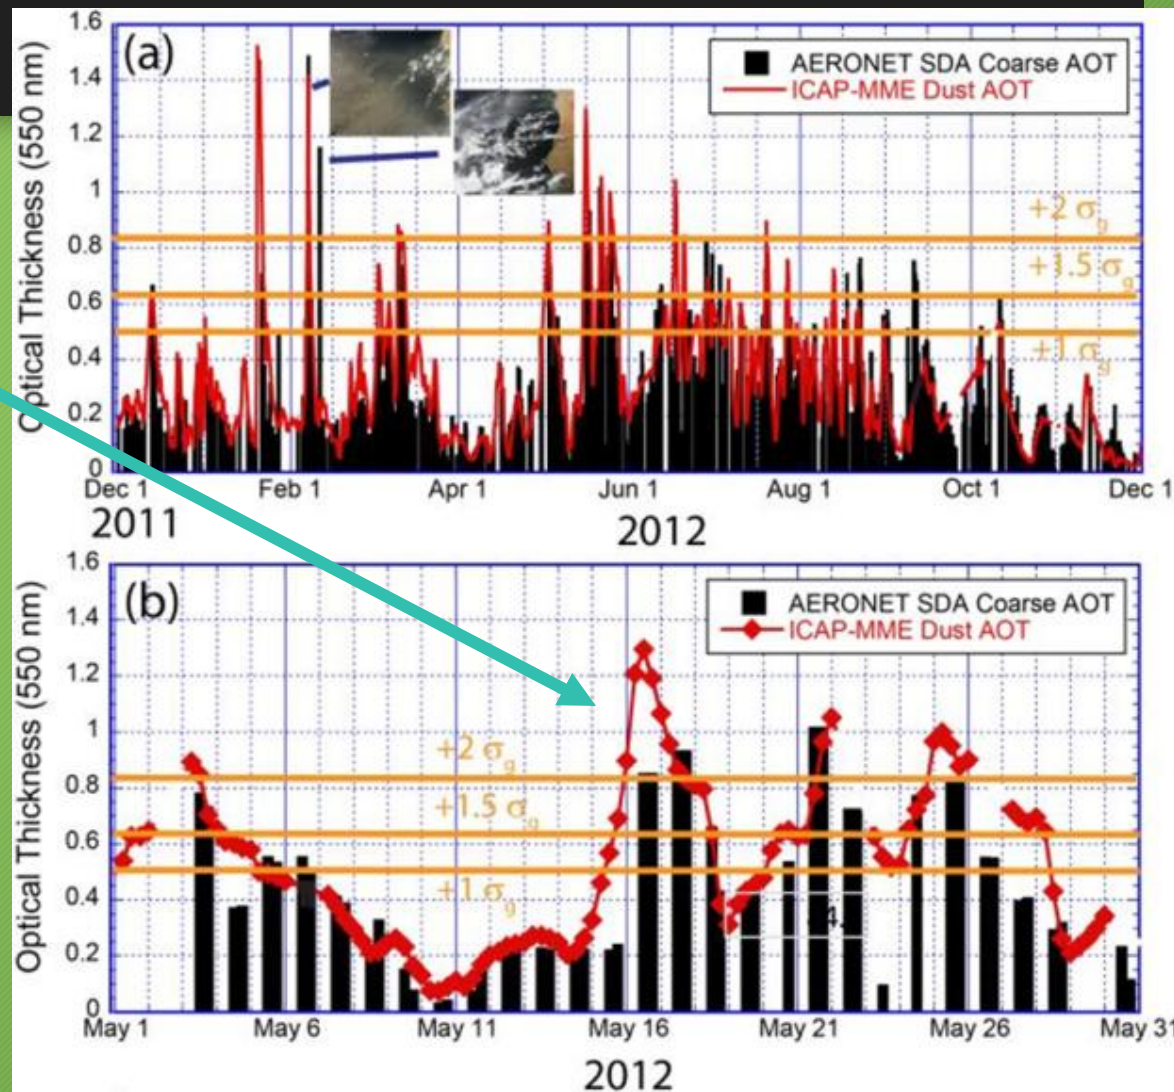 (a)
AERONET SDA Coarse AOT
ICAP-MME Dust AOT
Optical Thickness (550 nm)
1.6
1.4
1.2
1
0.8
0.6
0.4
0.2
0
+2 σg
+1.5 σg
+1 σg
Dec 1
Feb 1
Apr 1
Jun 1
Aug 1
Oct 1
Dec 1
2011
2012
(b)
AERONET SDA Coarse AOT
ICAP-MME Dust AOT
Optical Thickness (550 nm)
1.6
1.4
1.2
1
0.8
0.6
0.4
0.2
0
+2 σg
+1.5 σg
+1 σg
May 1
May 6
May 11
May 16
May 21
May 26
May 31
2012